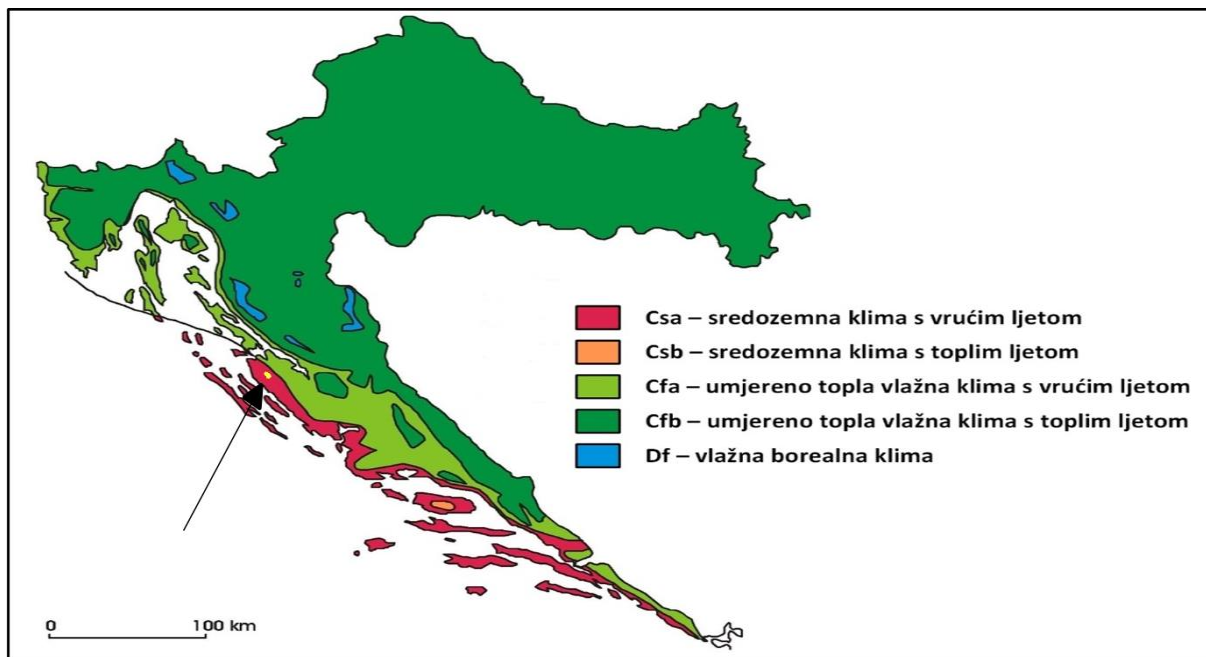 Csa – sredozemna klima s vrućim ljetom
Csb – sredozemna klima s toplim ljetom
Cfa – umjereno topla vlažna klima s vrućim ljetom
Cfb – umjereno topla vlažna klima s toplim ljetom
Df – vlažna borealna klima
0 100 km